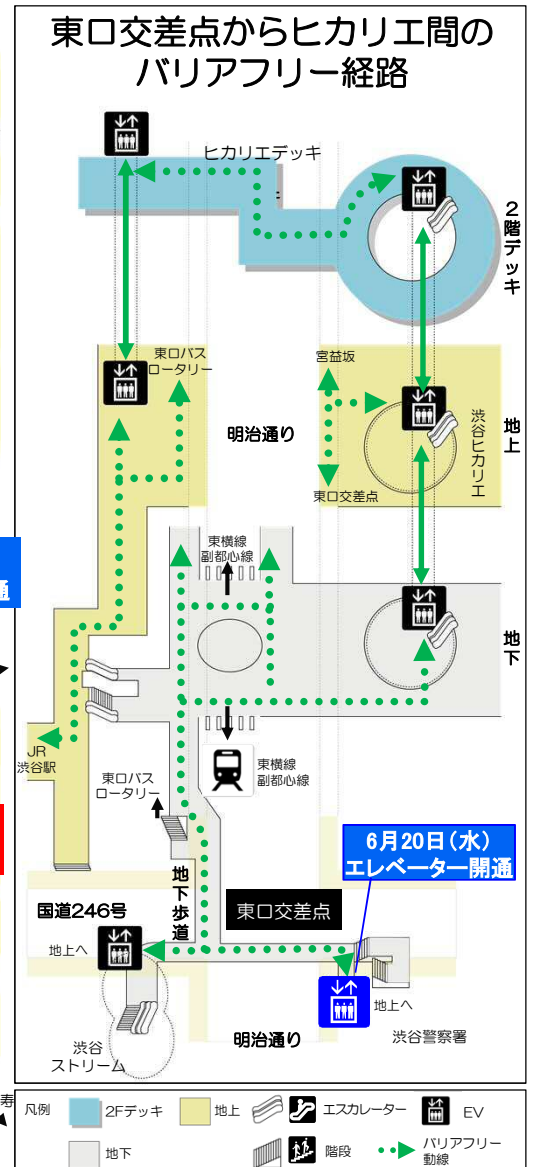 東口交差点からヒカリエ間の
バリアフリー経路
ヒカリエデッキ
2階デッキ
東口バス
ロータリー
宮益坂
明治通り
渋谷ヒカリエ
地上
東口交差点
東横線
副都心線
通
地下
JR
渋谷駅
東横線
副都心線
東口バス
ロータリー
6月20日(水)
エレベーター開通
地下歩道
東口交差点
国道246号
地上へ
地上へ
渋谷
ストリーム
明治通り
渋谷警察署
寿
凡例
2Fデッキ
地上
エスカレーター
EV
地下
階段
バリアフリー
動線